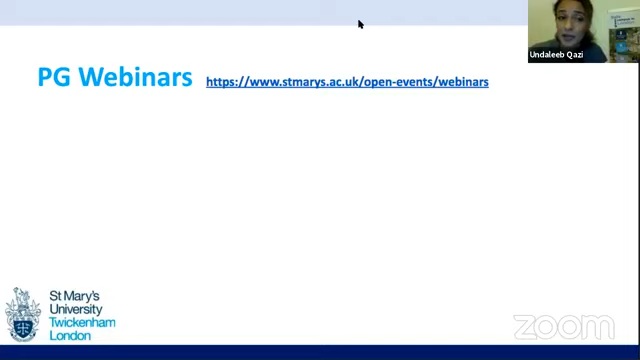 PG Webinars https://www.stmarys.ac.uk/open-events/webinars
Undaleeb Qazi
St Mary's
University
Twickenham
London
zoom